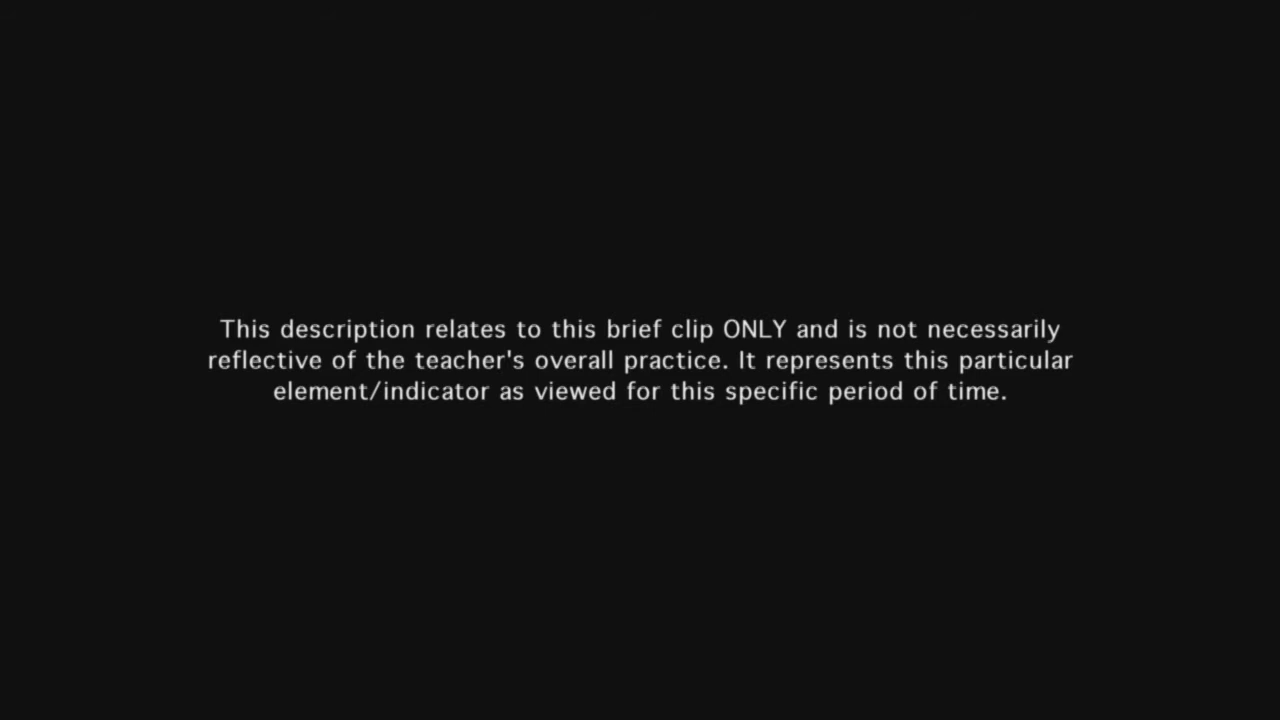 This description relates to this brief clip ONLY and is not necessarily
reflective of the teacher's overall practice. It represents this particular
element/indicator as viewed for this specific period of time.